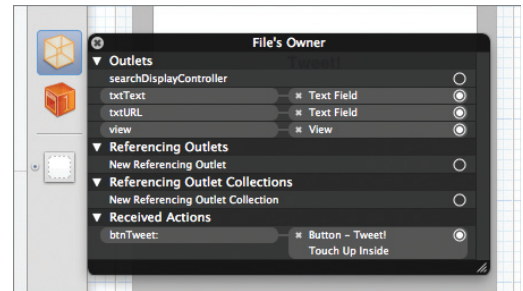 File's Owner
Outlets
Tweet!
searchDisplayController
txtText Text Field
txtURL Text Field
view View
Referencing Outlets
New Referencing Outlet
Referencing Outlet Collections
New Referencing Outlet Collection
Received Actions
btnTweet: Button – Tweet!
Touch Up Inside